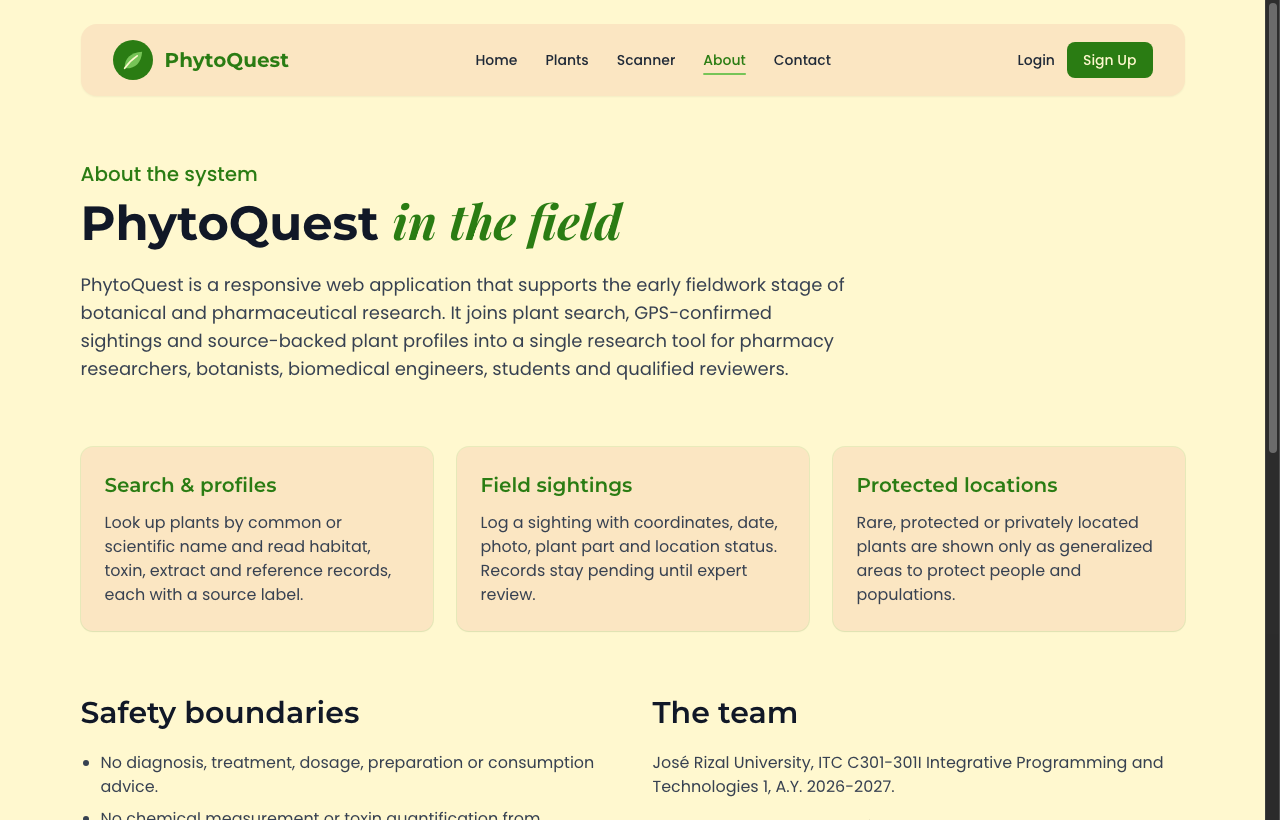 PhytoQuest
Home
Plants
Scanner
About
Contact
Login
Sign Up
About the system
PhytoQuest in the field
PhytoQuest is a responsive web application that supports the early fieldwork stage of
botanical and pharmaceutical research. It joins plant search, GPS-confirmed
sightings and source-backed plant profiles into a single research tool for pharmacy
researchers, botanists, biomedical engineers, students and qualified reviewers.
Search & profiles
Look up plants by common or
scientific name and read habitat,
toxin, extract and reference records,
each with a source label.
Field sightings
Log a sighting with coordinates, date,
photo, plant part and location status.
Records stay pending until expert
review.
Protected locations
Rare, protected or privately located
plants are shown only as generalized
areas to protect people and
populations.
Safety boundaries
• No diagnosis, treatment, dosage, preparation or consumption
advice.
• No chemical measurement or toxin quantification from
The team
José Rizal University, ITC C301-301I Integrative Programming and
Technologies 1, A.Y. 2026-2027.